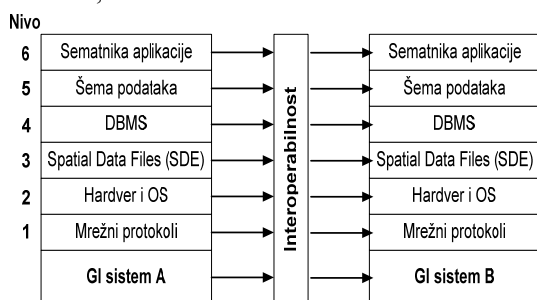 Nivo
6 Sematnika aplikacije Sematnika aplikacije
5 Šema podataka Šema podataka
4 DBMS DBMS
3 Spatial Data Files (SDE) Spatial Data Files (SDE)
2 Hardver i OS Hardver i OS
1 Mrežni protokoli Mrežni protokoli
GI sistem A GI sistem B
Interoperabilnost